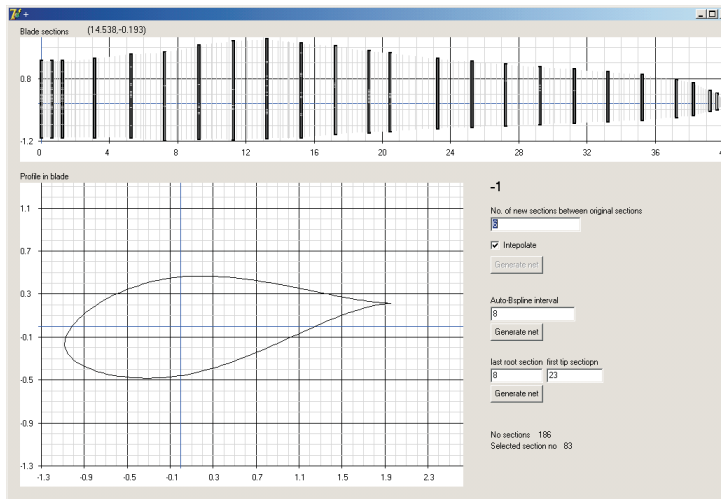 7 +
Blade sections (14.538,-0.193)
0.8
-1.2
0 4 8 12 16 20 24 28 32 36 4
Profile in blade
1.1
0.7
0.3
-0.1
-0.5
-0.9
-1.3
-1.3 -0.9 -0.5 -0.1 0.3 0.7 1.1 1.5 1.9 2.3
-1
No. of new sections between original sections
6
Intepolate
Generate net
Auto-Bspline interval
8
Generate net
last root section first tip sectiopn
8 23
Generate net
No sections 186
Selected section no 83